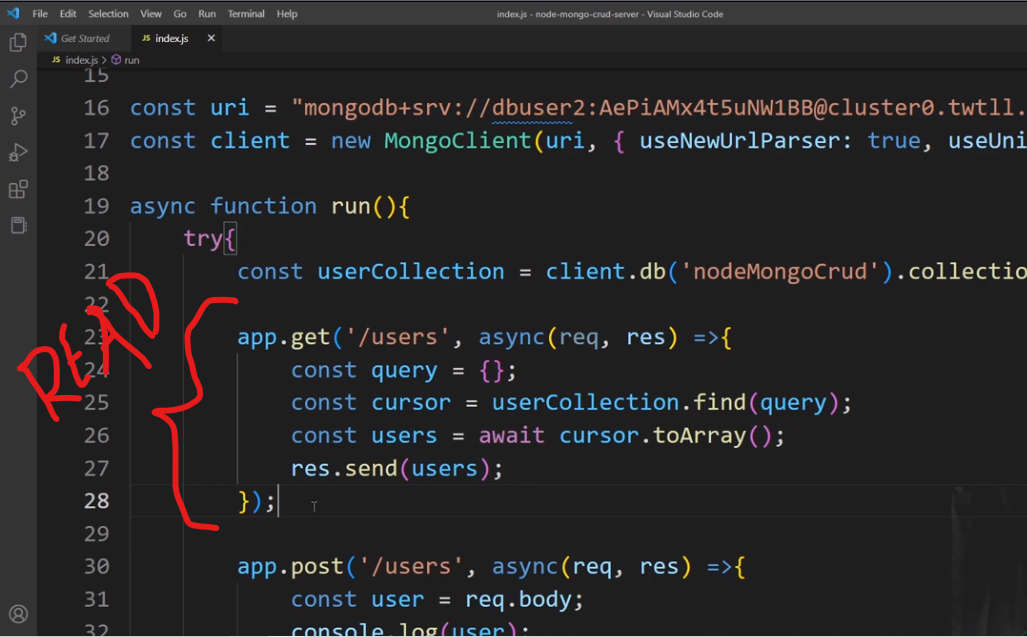 File Edit Selection View Go Run Terminal Help index.js - node-mongo-crud-server - Visual Studio Code
Get Started JS index.js
JS index.js > run
15
16 const uri = "mongodb+srv://dbuser2:AePiAMx4t5uNW1BB@cluster0.twtll.
17 const client = new MongoClient(uri, { useNewUrlParser: true, useUni
18
19 async function run(){
20 try{
21 const userCollection = client.db('nodeMongoCrud').collectio
22
READ
23 app.get('/users', async(req, res) =>{
24 const query = {};
25 const cursor = userCollection.find(query);
26 const users = await cursor.toArray();
27 res.send(users);
28 });
29
30 app.post('/users', async(req, res) =>{
31 const user = req.body;
32 console.log(user);